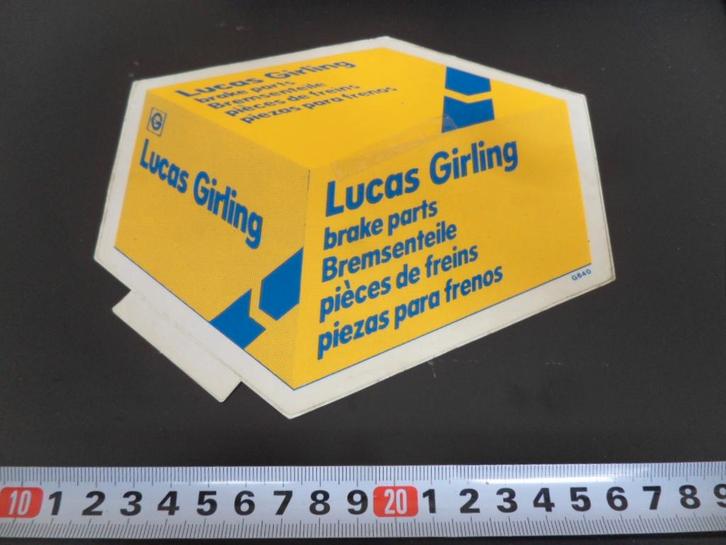 Lucas Girling
brake parts
Bremsenteile
pièces de freins
piezas para frenos
G
Lucas Girling
Lucas Girling
brake parts
Bremsenteile
pièces de freins
piezas para frenos
G640
10 1 2 3 4 5 6 7 8 9 20 1 2 3 4 5 6 7 8 9